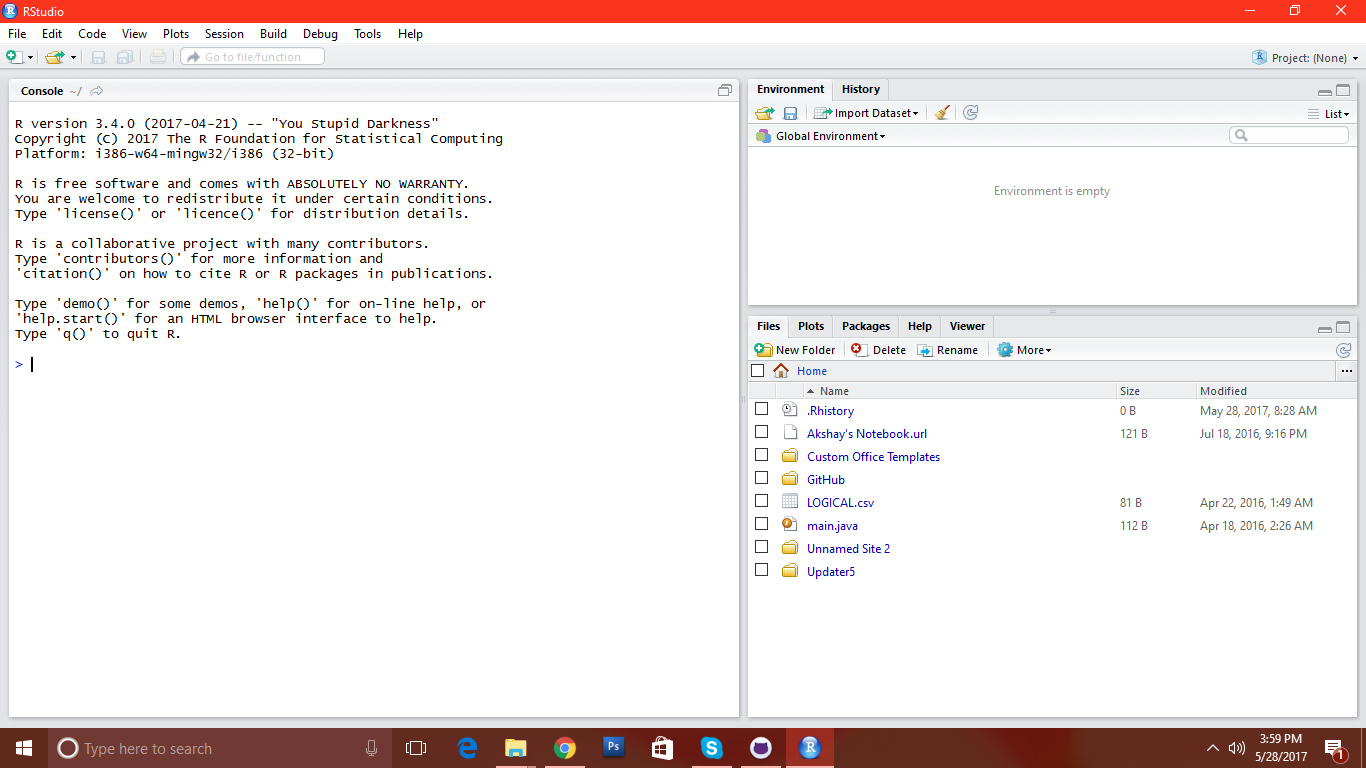 RStudio
File Edit Code View Plots Session Build Debug Tools Help
Go to file/function
Project: (None)
Console ~/
R version 3.4.0 (2017-04-21) -- "You Stupid Darkness"
Copyright (C) 2017 The R Foundation for Statistical Computing
Platform: i386-w64-mingw32/i386 (32-bit)
R is free software and comes with ABSOLUTELY NO WARRANTY.
You are welcome to redistribute it under certain conditions.
Type 'license()' or 'licence()' for distribution details.
R is a collaborative project with many contributors.
Type 'contributors()' for more information and
'citation()' on how to cite R or R packages in publications.
Type 'demo()' for some demos, 'help()' for on-line help, or
'help.start()' for an HTML browser interface to help.
Type 'q()' to quit R.
>
Environment History
Import Dataset
List
Global Environment
Environment is empty
Files Plots Packages Help Viewer
New Folder Delete Rename More
Home
...
Name Size Modified
.Rhistory 0 B May 28, 2017, 8:28 AM
Akshay's Notebook.url 121 B Jul 18, 2016, 9:16 PM
Custom Office Templates
GitHub
LOGICAL.csv 81 B Apr 22, 2016, 1:49 AM
main.java 112 B Apr 18, 2016, 2:26 AM
Unnamed Site 2
Updater5
Type here to search
Ps
3:59 PM
5/28/2017
1